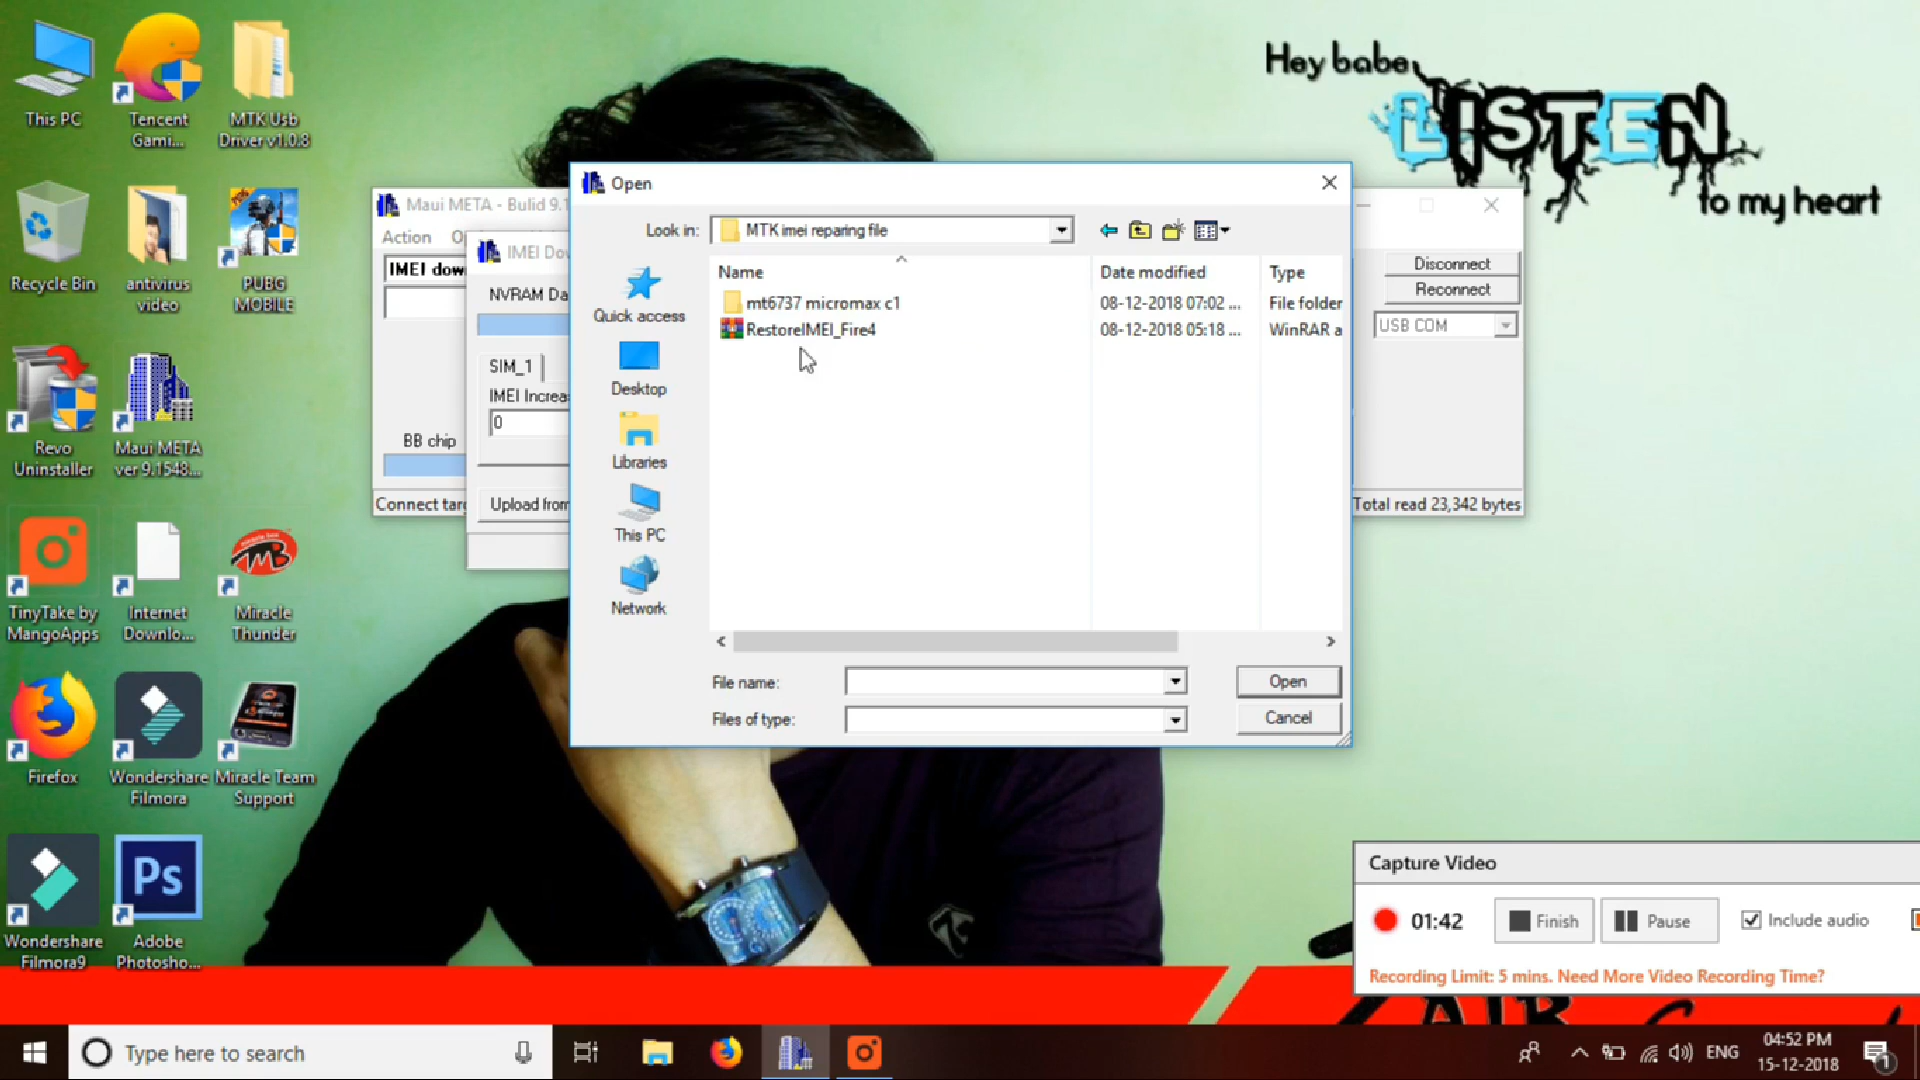 This PC
Tencent
Gami...
MTK Usb
Driver v1.0.8
Hey babe
LISTEN
to my heart
Recycle Bin
antivirus
video
PUBG
MOBILE
Revo
Uninstaller
Maui META
ver 9.1548...
TinyTake by
MangoApps
Internet
Downlo...
Miracle
Thunder
Firefox
Wondershare
Filmora
Miracle Team
Support
Wondershare
Filmora9
Ps
Adobe
Photosho...
Maui META - Bulid 9.1
Action
IMEI dow
BB chip
Connect tar
Disconnect
Reconnect
USB COM
Total read 23,342 bytes
IMEI Do
NVRAM Da
SIM_1
IMEI Increa
0
Upload from
Open
Look in:
MTK imei reparing file
Name
Date modified
Type
mt6737 micromax c1
08-12-2018 07:02 ...
File folder
RestoreIMEI_Fire4
08-12-2018 05:18 ...
WinRAR a
Quick access
Desktop
Libraries
This PC
Network
File name:
Open
Files of type:
Cancel
Capture Video
01:42
Finish
Pause
Include audio
Recording Limit: 5 mins. Need More Video Recording Time?
Type here to search
ENG
04:52 PM
15-12-2018
1